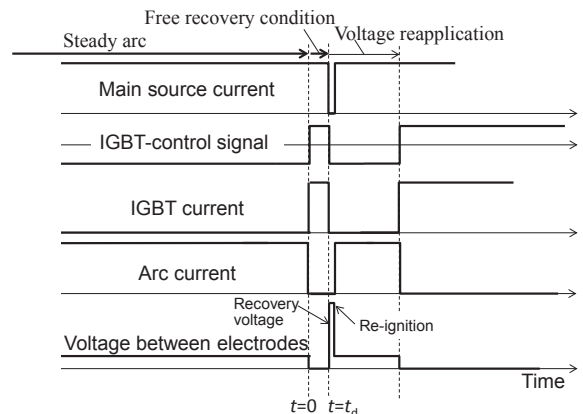 Free recovery condition
Steady arc
Voltage reapplication
Main source current
IGBT-control signal
IGBT current
Arc current
Recovery
voltage
Re-ignition
Voltage between electrodes
Time
t=0
t=td